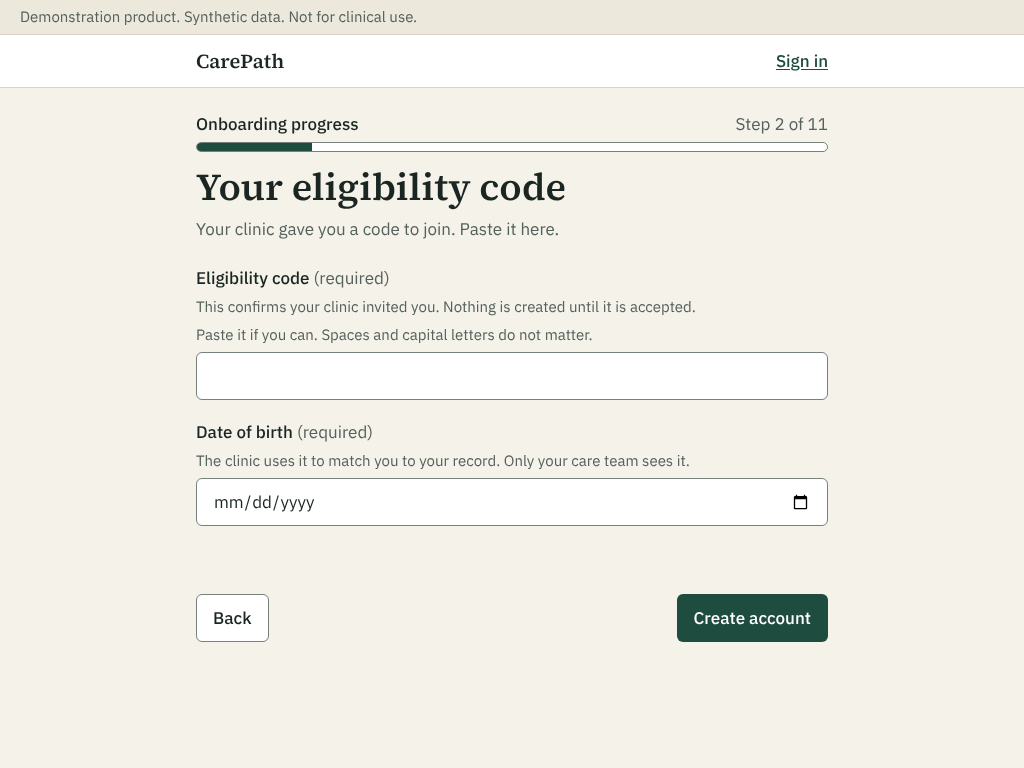 Demonstration product. Synthetic data. Not for clinical use.
CarePath
Sign in
Onboarding progress
Step 2 of 11
Your eligibility code
Your clinic gave you a code to join. Paste it here.
Eligibility code (required)
This confirms your clinic invited you. Nothing is created until it is accepted.
Paste it if you can. Spaces and capital letters do not matter.
Date of birth (required)
The clinic uses it to match you to your record. Only your care team sees it.
mm/dd/yyyy
Back
Create account